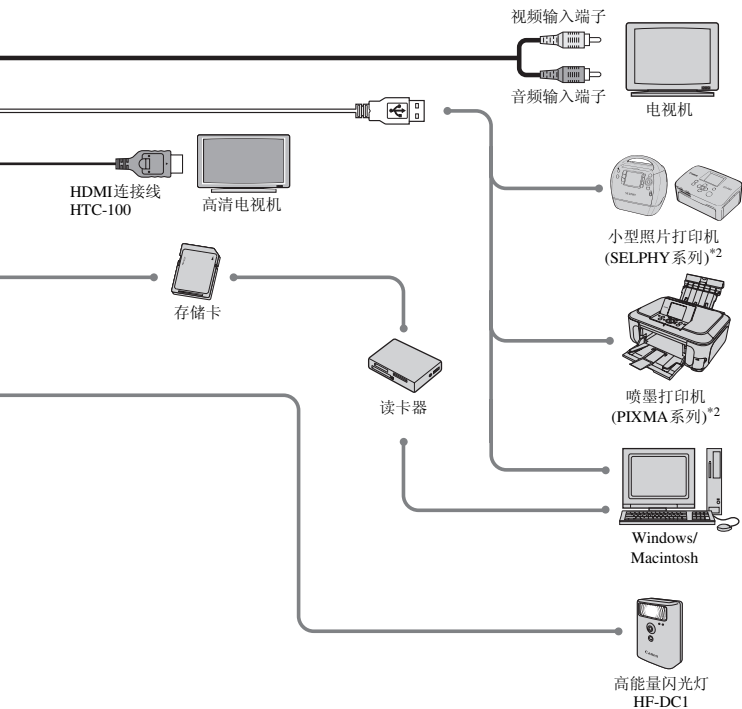 视频输入端子
音频输入端子
电视机
HDMI连接线
HTC-100
高清电视机
小型照片打印机
(SELPHY系列)*2
存储卡
读卡器
喷墨打印机
(PIXMA系列)*2
Windows/
Macintosh
Canon
高能量闪光灯
HF-DC1